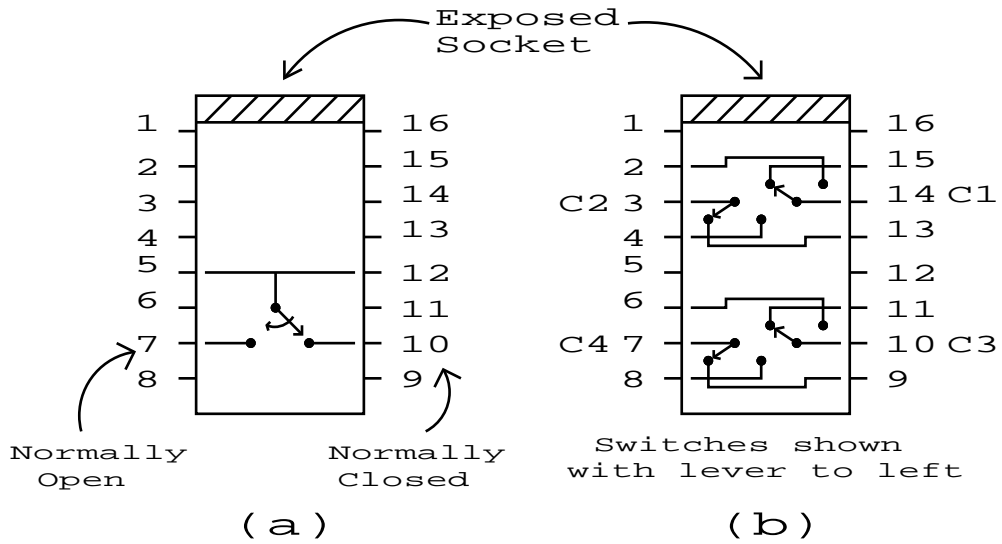 Exposed
Socket
1 16
2 15
3 14
4 13
5 12
6 11
7 10
8 9
Normally
Open
Normally
Closed
(a)
1 16
2 15
C2 3 14 C1
4 13
5 12
6 11
C4 7 10 C3
8 9
Switches shown
with lever to left
(b)